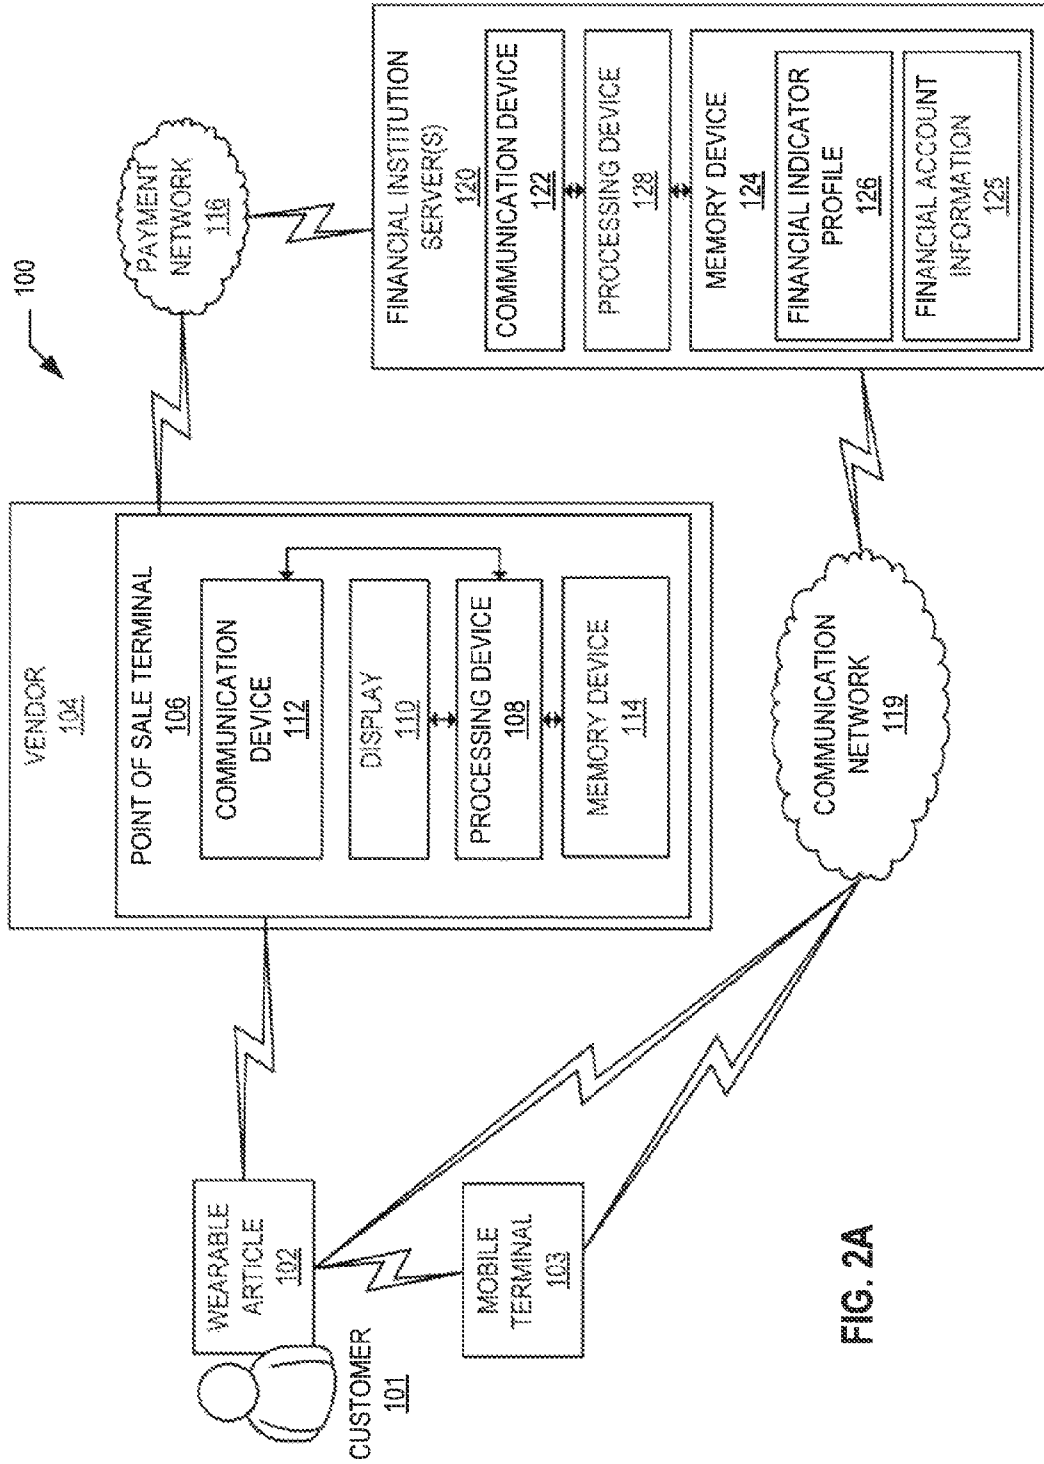 100
CUSTOMER
101
WEARABLE
ARTICLE
102
MOBILE
TERMINAL
103
VENDOR
104
POINT OF SALE TERMINAL
106
COMMUNICATION
DEVICE
112
DISPLAY
110
PROCESSING DEVICE
108
MEMORY DEVICE
114
PAYMENT
NETWORK
116
COMMUNICATION
NETWORK
119
FINANCIAL INSTITUTION
SERVER(S)
120
COMMUNICATION DEVICE
122
PROCESSING DEVICE
128
MEMORY DEVICE
124
FINANCIAL INDICATOR
PROFILE
126
FINANCIAL ACCOUNT
INFORMATION
125
FIG. 2A